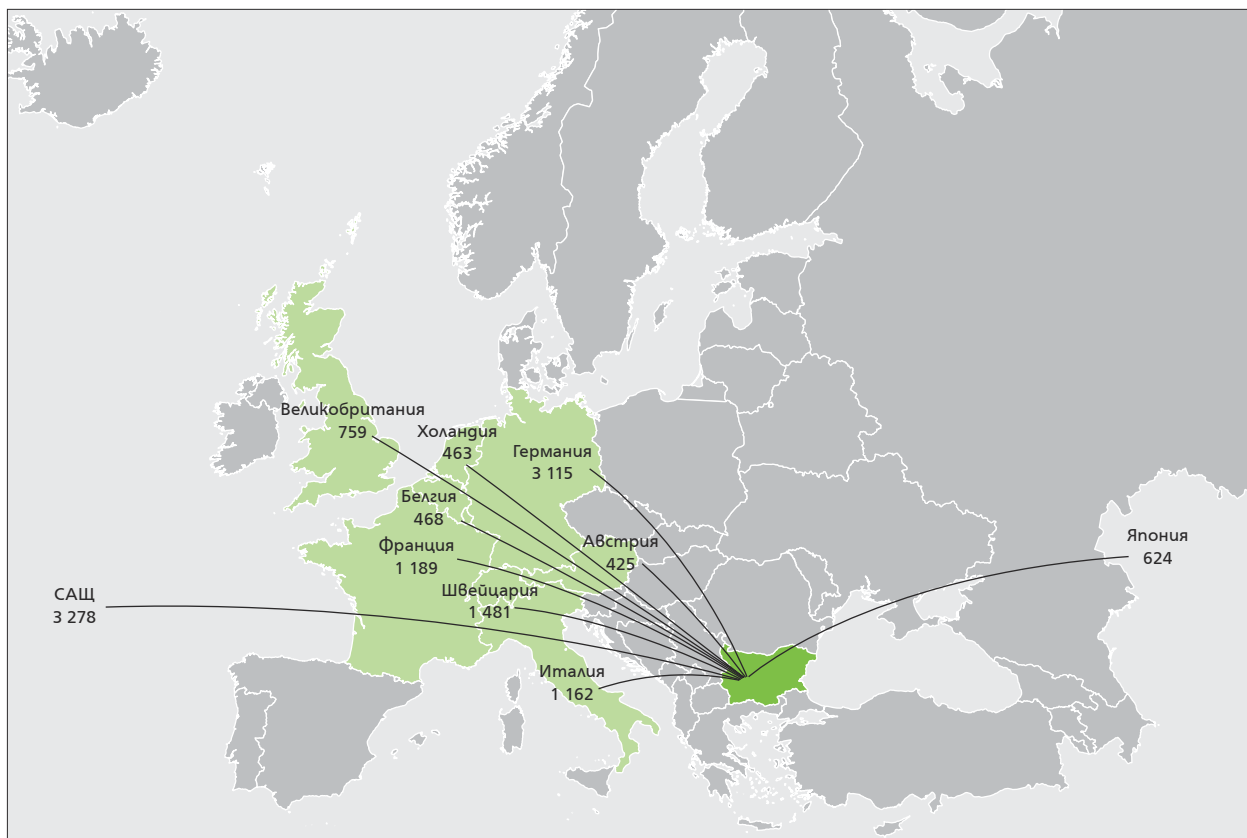 Великобритания
759
Холандия
463
Германия
3 115
Белгия
468
Франция
1 189
Австрия
425
Япония
624
Швейцария
1 481
САЩ
3 278
Италия
1 162